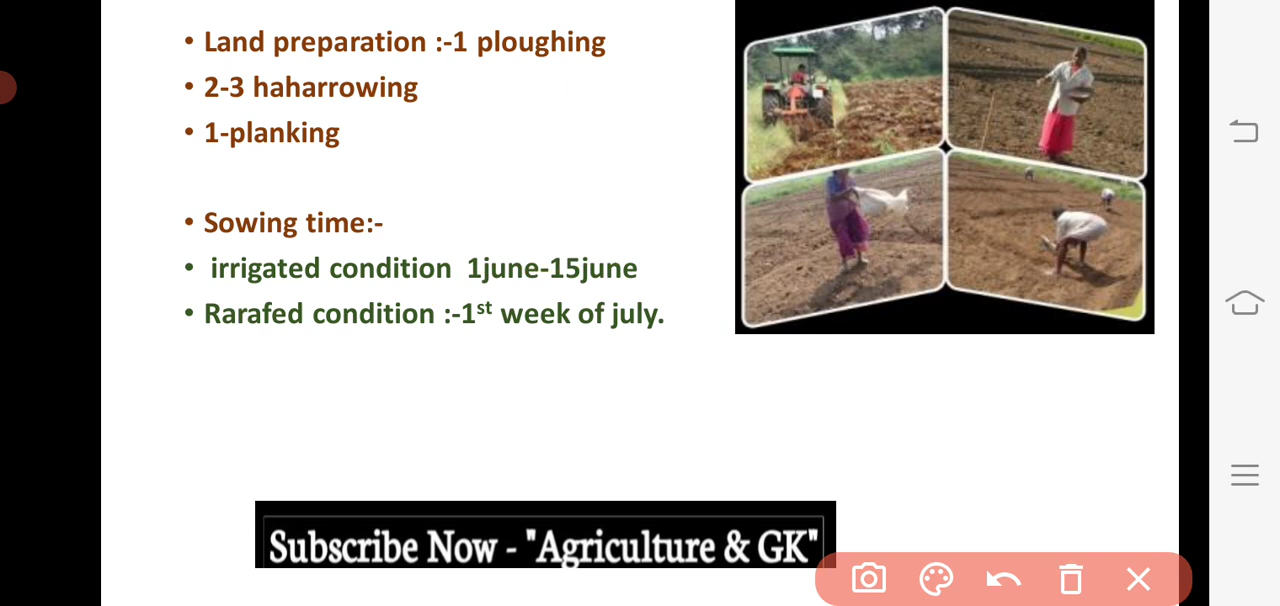 • Land preparation :-1 ploughing
• 2-3 haharrowing
• 1-planking
• Sowing time:-
• irrigated condition 1june-15june
• Rarafed condition :-1st week of july.
Subscribe Now - "Agriculture & GK"